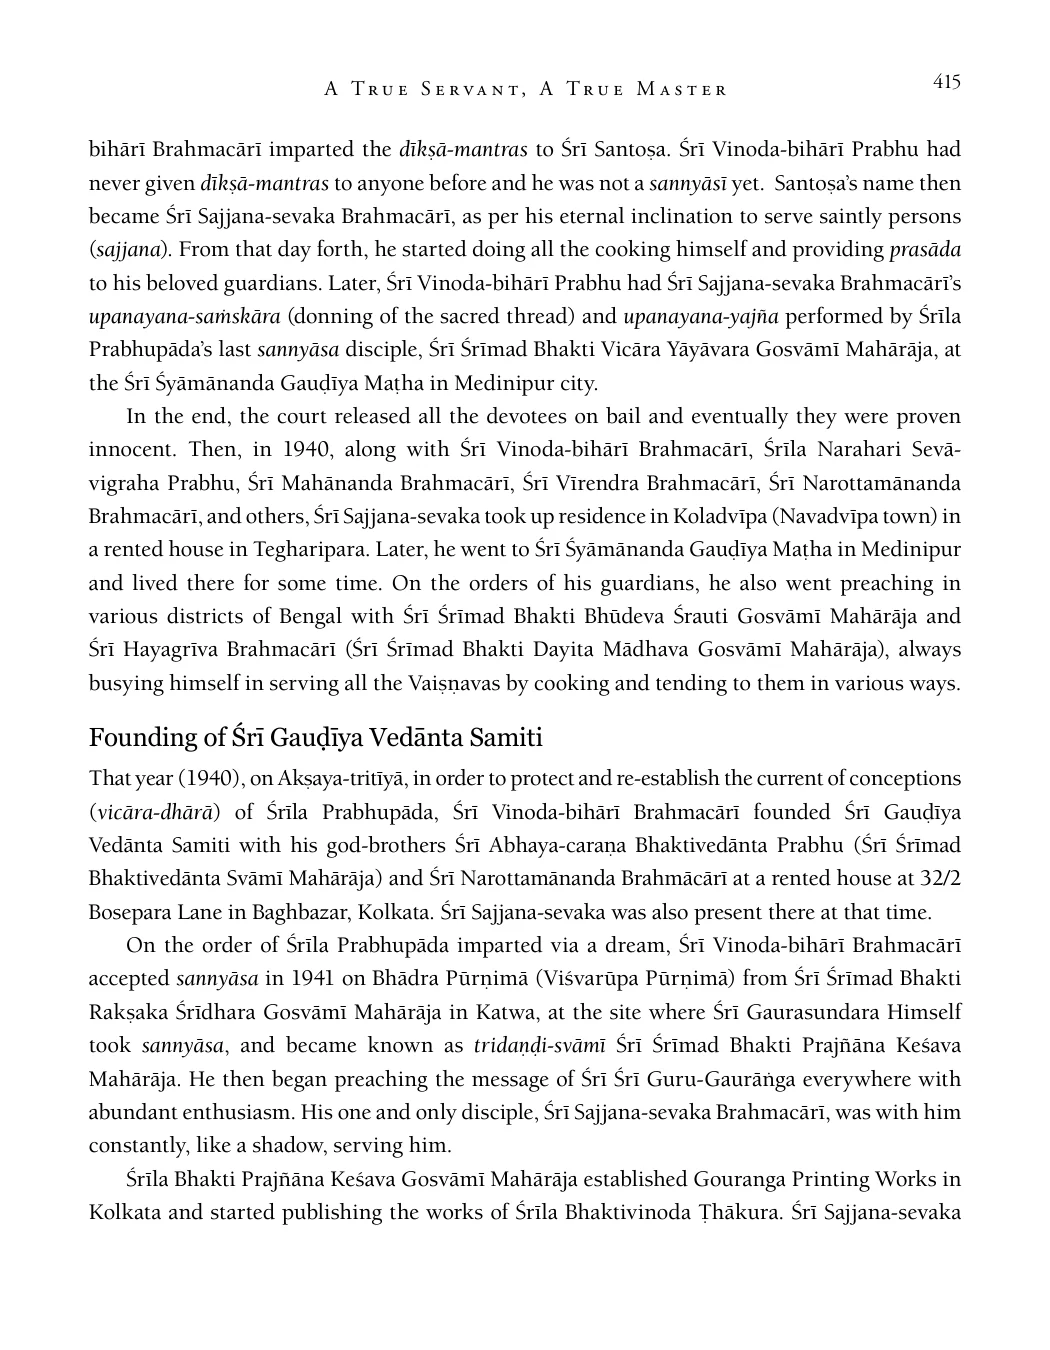 A True Servant, A True Master
415
bihārī Brahmacārī imparted the dīkṣā-mantras to Śrī Santoṣa. Śrī Vinoda-bihārī Prabhu had
never given dīkṣā-mantras to anyone before and he was not a sannyāsī yet. Santoṣa’s name then
became Śrī Sajjana-sevaka Brahmacārī, as per his eternal inclination to serve saintly persons
(sajjana). From that day forth, he started doing all the cooking himself and providing prasāda
to his beloved guardians. Later, Śrī Vinoda-bihārī Prabhu had Śrī Sajjana-sevaka Brahmacārī’s
upanayana-saṁskāra (donning of the sacred thread) and upanayana-yajña performed by Śrīla
Prabhupāda’s last sannyāsa disciple, Śrī Śrīmad Bhakti Vicāra Yāyāvara Gosvāmī Mahārāja, at
the Śrī Śyāmānanda Gauḍīya Maṭha in Medinipur city.
In the end, the court released all the devotees on bail and eventually they were proven
innocent. Then, in 1940, along with Śrī Vinoda-bihārī Brahmacārī, Śrīla Narahari Sevā-
vigraha Prabhu, Śrī Mahānanda Brahmacārī, Śrī Vīrendra Brahmacārī, Śrī Narottamānanda
Brahmacārī, and others, Śrī Sajjana-sevaka took up residence in Koladvīpa (Navadvīpa town) in
a rented house in Tegharipara. Later, he went to Śrī Śyāmānanda Gauḍīya Maṭha in Medinipur
and lived there for some time. On the orders of his guardians, he also went preaching in
various districts of Bengal with Śrī Śrīmad Bhakti Bhūdeva Śrauti Gosvāmī Mahārāja and
Śrī Hayagrīva Brahmacārī (Śrī Śrīmad Bhakti Dayita Mādhava Gosvāmī Mahārāja), always
busying himself in serving all the Vaiṣṇavas by cooking and tending to them in various ways.
Founding of Śrī Gauḍīya Vedānta Samiti
That year (1940), on Akṣaya-tritīyā, in order to protect and re-establish the current of conceptions
(vicāra-dhārā) of Śrīla Prabhupāda, Śrī Vinoda-bihārī Brahmacārī founded Śrī Gauḍīya
Vedānta Samiti with his god-brothers Śrī Abhaya-caraṇa Bhaktivedānta Prabhu (Śrī Śrīmad
Bhaktivedānta Svāmī Mahārāja) and Śrī Narottamānanda Brahmācārī at a rented house at 32/2
Bosepara Lane in Baghbazar, Kolkata. Śrī Sajjana-sevaka was also present there at that time.
On the order of Śrīla Prabhupāda imparted via a dream, Śrī Vinoda-bihārī Brahmacārī
accepted sannyāsa in 1941 on Bhādra Pūrṇimā (Viśvarūpa Pūrṇimā) from Śrī Śrīmad Bhakti
Rakṣaka Śrīdhara Gosvāmī Mahārāja in Katwa, at the site where Śrī Gaurasundara Himself
took sannyāsa, and became known as tridaṇḍi-svāmī Śrī Śrīmad Bhakti Prajñāna Keśava
Mahārāja. He then began preaching the message of Śrī Śrī Guru-Gaurāṅga everywhere with
abundant enthusiasm. His one and only disciple, Śrī Sajjana-sevaka Brahmacārī, was with him
constantly, like a shadow, serving him.
Śrīla Bhakti Prajñāna Keśava Gosvāmī Mahārāja established Gouranga Printing Works in
Kolkata and started publishing the works of Śrīla Bhaktivinoda Ṭhākura. Śrī Sajjana-sevaka